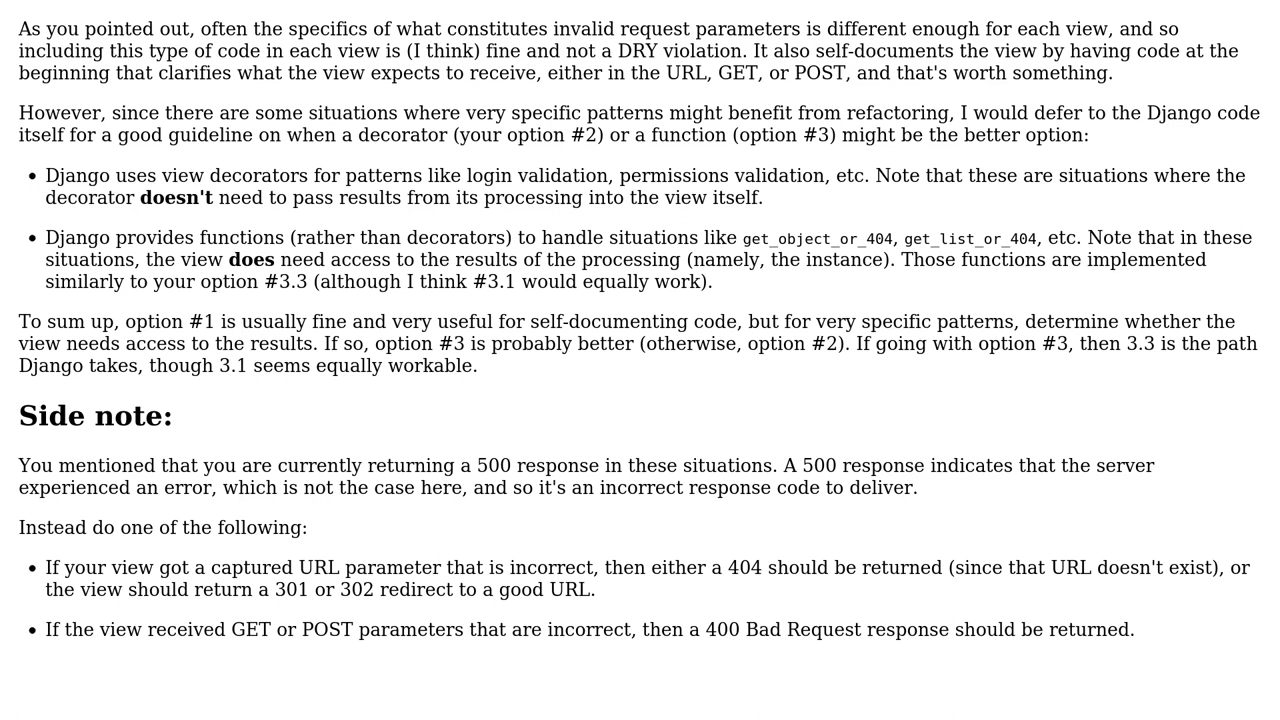 As you pointed out, often the specifics of what constitutes invalid request parameters is different enough for each view, and so
including this type of code in each view is (I think) fine and not a DRY violation. It also self-documents the view by having code at the
beginning that clarifies what the view expects to receive, either in the URL, GET, or POST, and that's worth something.
However, since there are some situations where very specific patterns might benefit from refactoring, I would defer to the Django code
itself for a good guideline on when a decorator (your option #2) or a function (option #3) might be the better option:
• Django uses view decorators for patterns like login validation, permissions validation, etc. Note that these are situations where the
decorator doesn't need to pass results from its processing into the view itself.
• Django provides functions (rather than decorators) to handle situations like get_object_or_404, get_list_or_404, etc. Note that in these
situations, the view does need access to the results of the processing (namely, the instance). Those functions are implemented
similarly to your option #3.3 (although I think #3.1 would equally work).
To sum up, option #1 is usually fine and very useful for self-documenting code, but for very specific patterns, determine whether the
view needs access to the results. If so, option #3 is probably better (otherwise, option #2). If going with option #3, then 3.3 is the path
Django takes, though 3.1 seems equally workable.
Side note:
You mentioned that you are currently returning a 500 response in these situations. A 500 response indicates that the server
experienced an error, which is not the case here, and so it's an incorrect response code to deliver.
Instead do one of the following:
• If your view got a captured URL parameter that is incorrect, then either a 404 should be returned (since that URL doesn't exist), or
the view should return a 301 or 302 redirect to a good URL.
• If the view received GET or POST parameters that are incorrect, then a 400 Bad Request response should be returned.